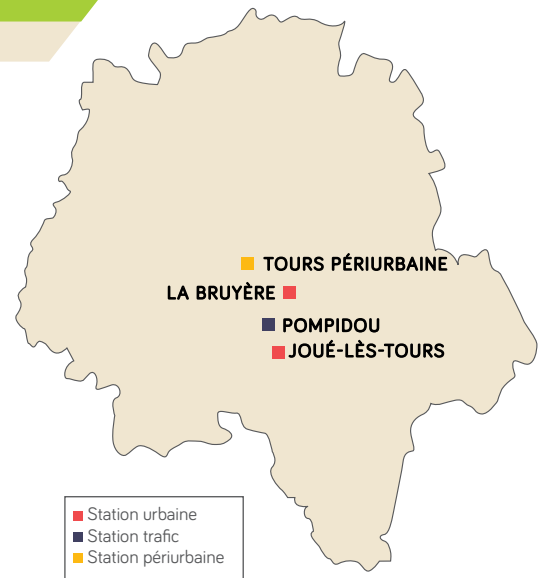 TOURS PÉRIURBAINE
LA BRUYÈRE
POMPIDOU
JOUÉ-LÈS-TOURS
Station urbaine
Station trafic
Station périurbaine